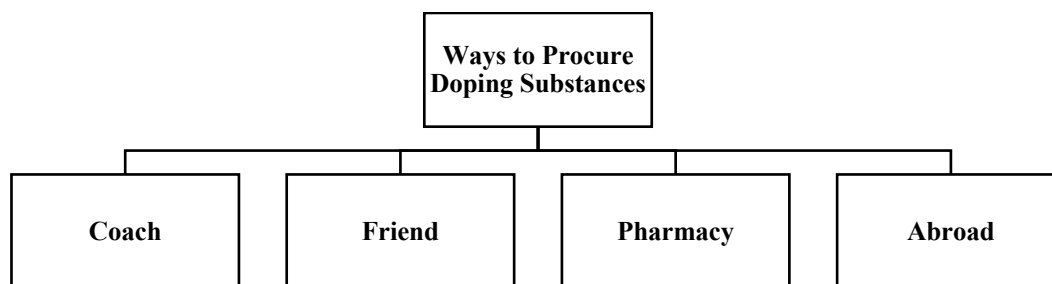 Ways to Procure
Doping Substances
Coach
Friend
Pharmacy
Abroad